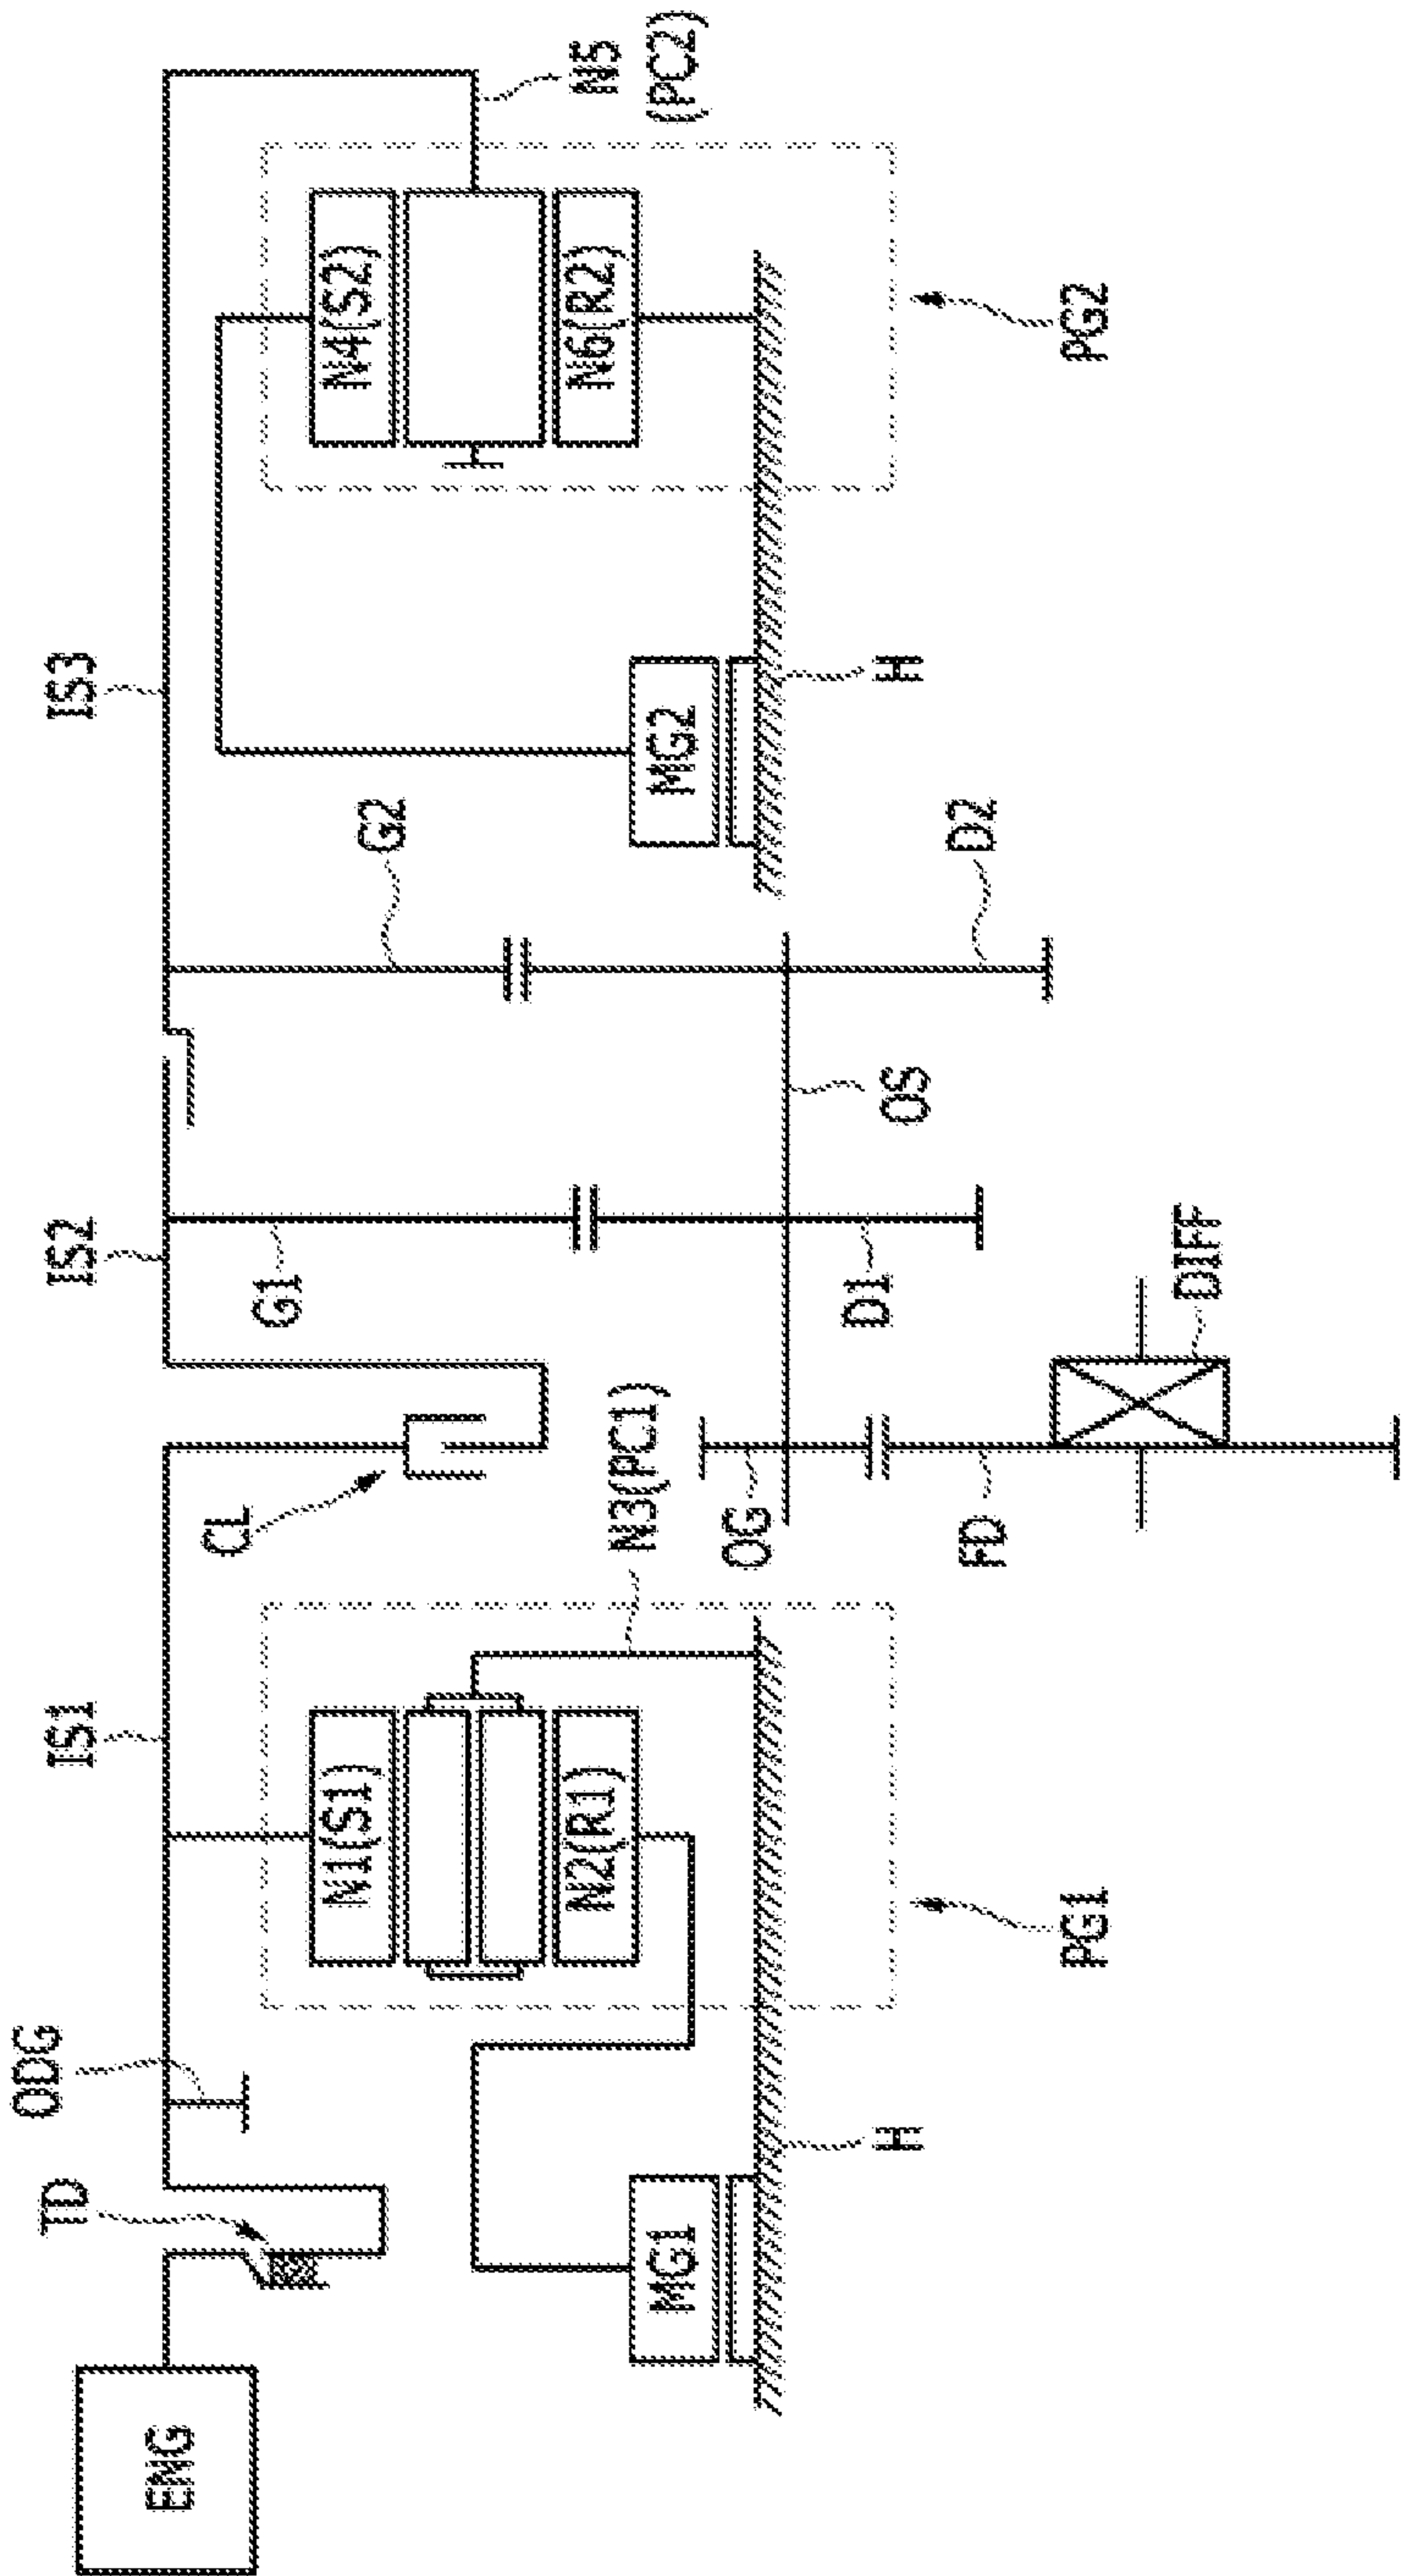 ODG
TD
IS1
IS2
IS3
CL
G1
G2
N5
(PC2)
ENG
N1(S1)
N2(R1)
N3(PC1)
N4(S2)
N6(R2)
MG1
MG2
OG
OS
D1
D2
H
H
FD
DIFF
PG1
PG2